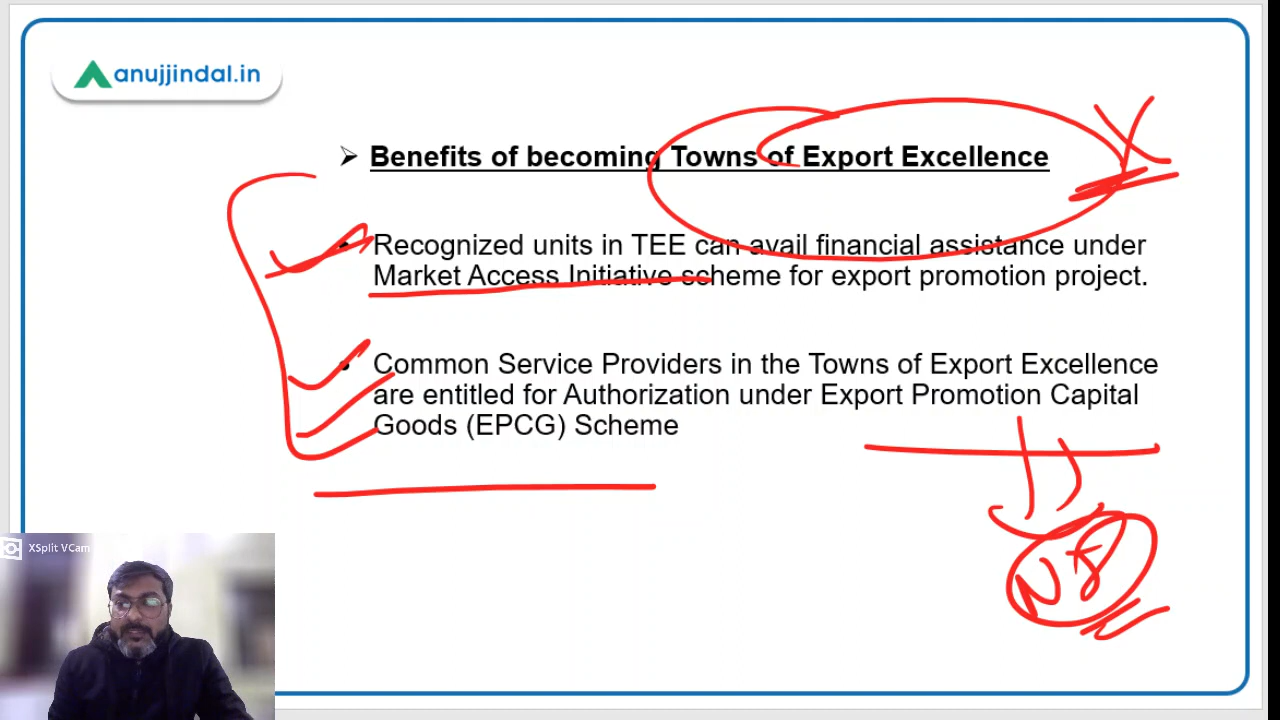 anujjindal.in
➢ Benefits of becoming Towns of Export Excellence
• Recognized units in TEE can avail financial assistance under
Market Access Initiative scheme for export promotion project.
• Common Service Providers in the Towns of Export Excellence
are entitled for Authorization under Export Promotion Capital
Goods (EPCG) Scheme
XSplit VCam